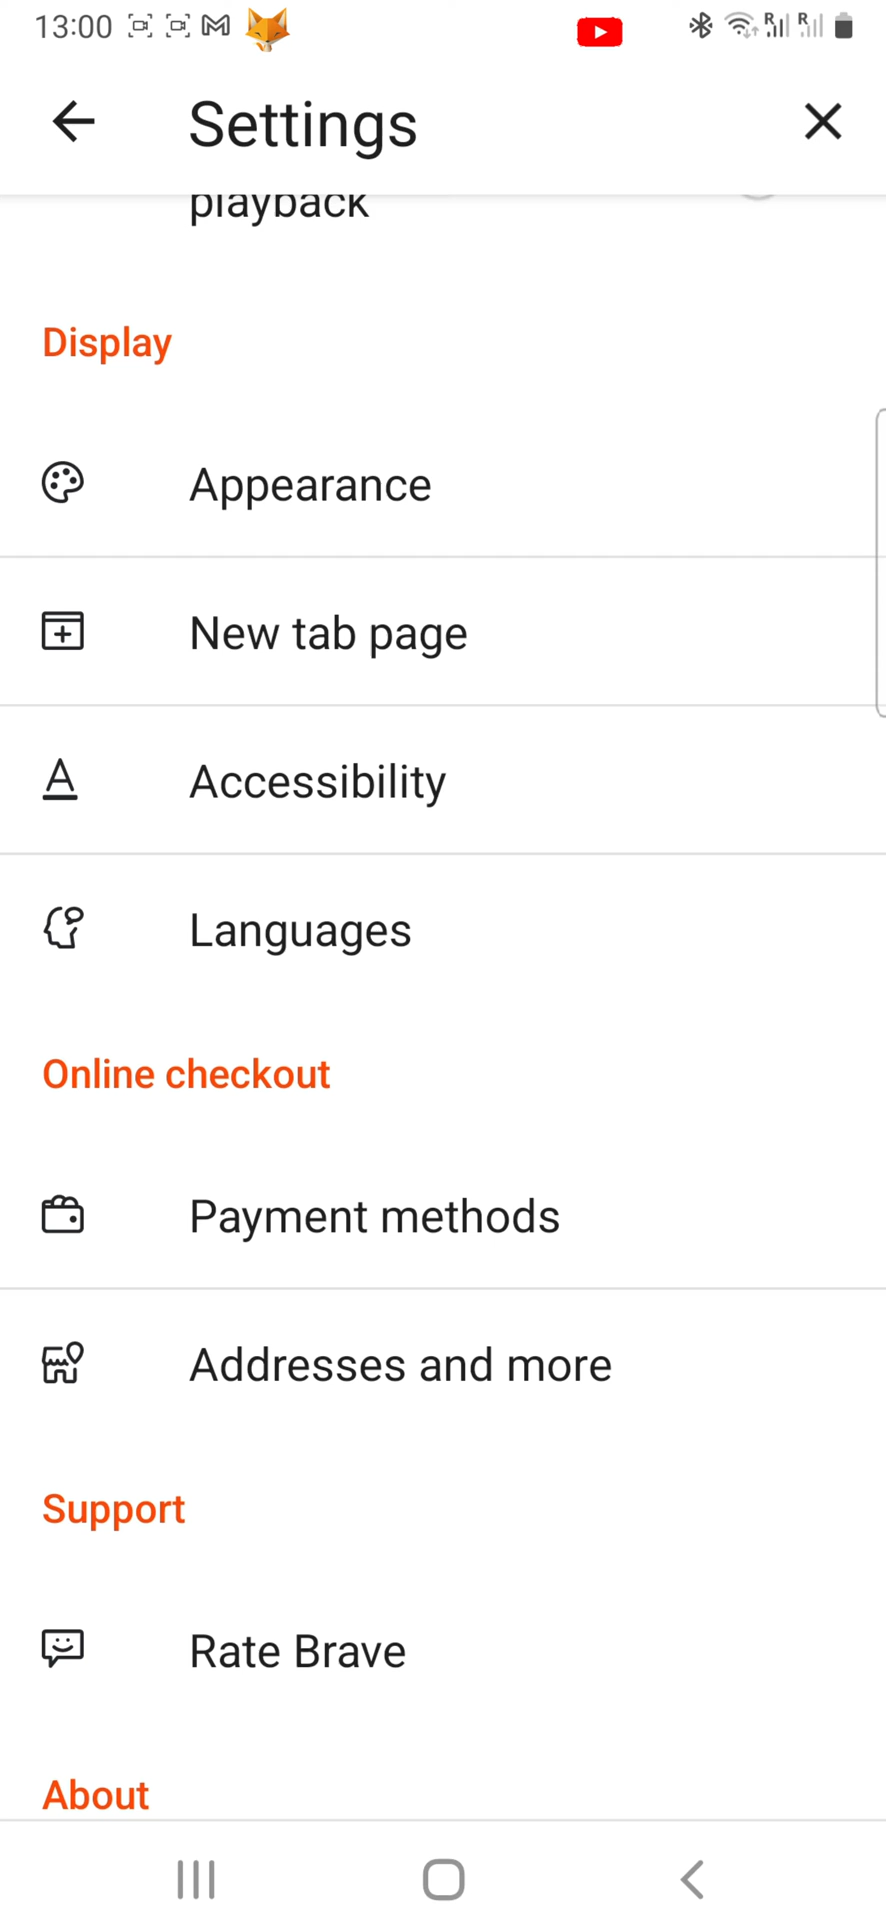 13:00
R R
Settings
playback
Display
Appearance
New tab page
Accessibility
Languages
Online checkout
Payment methods
Addresses and more
Support
Rate Brave
About